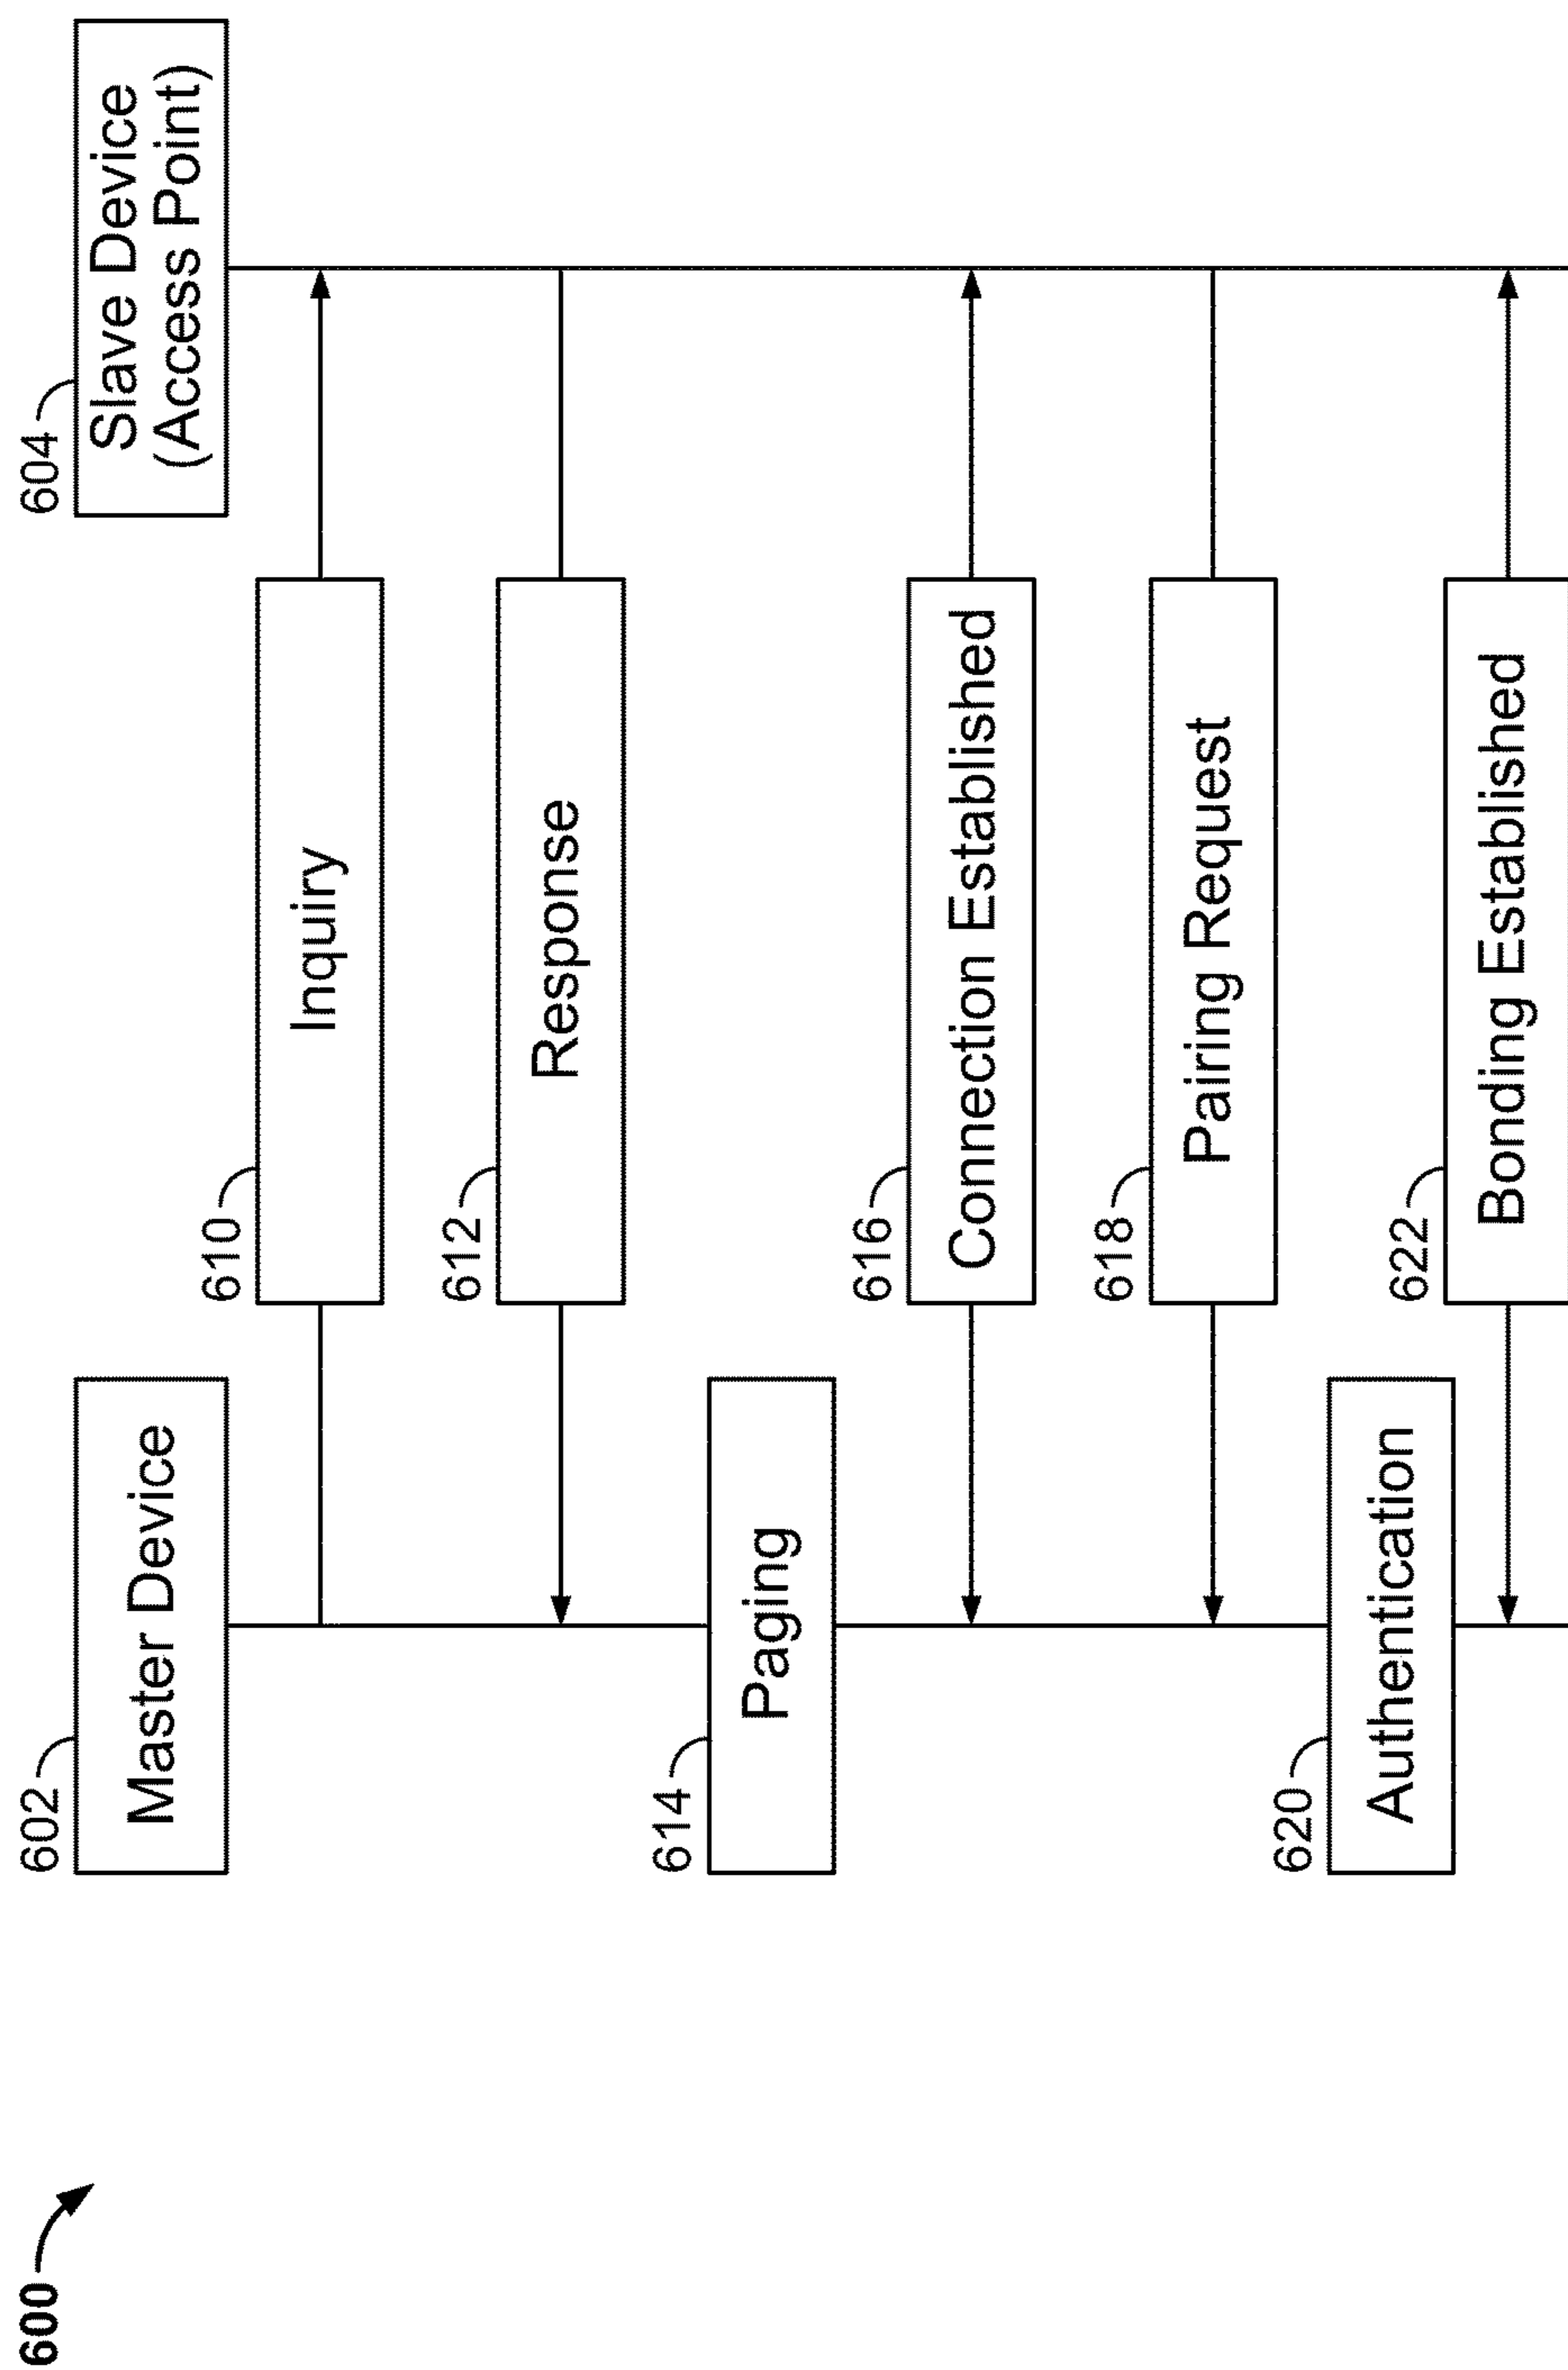 600
602
Master Device
604
Slave Device
(Access Point)
610
Inquiry
612
Response
614
Paging
616
Connection Established
618
Pairing Request
620
Authentication
622
Bonding Established